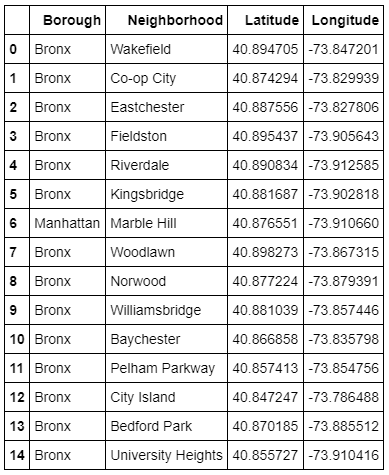 Borough Neighborhood Latitude Longitude
0 Bronx Wakefield 40.894705 -73.847201
1 Bronx Co-op City 40.874294 -73.829939
2 Bronx Eastchester 40.887556 -73.827806
3 Bronx Fieldston 40.895437 -73.905643
4 Bronx Riverdale 40.890834 -73.912585
5 Bronx Kingsbridge 40.881687 -73.902818
6 Manhattan Marble Hill 40.876551 -73.910660
7 Bronx Woodlawn 40.898273 -73.867315
8 Bronx Norwood 40.877224 -73.879391
9 Bronx Williamsbridge 40.881039 -73.857446
10 Bronx Baychester 40.866858 -73.835798
11 Bronx Pelham Parkway 40.857413 -73.854756
12 Bronx City Island 40.847247 -73.786488
13 Bronx Bedford Park 40.870185 -73.885512
14 Bronx University Heights 40.855727 -73.910416